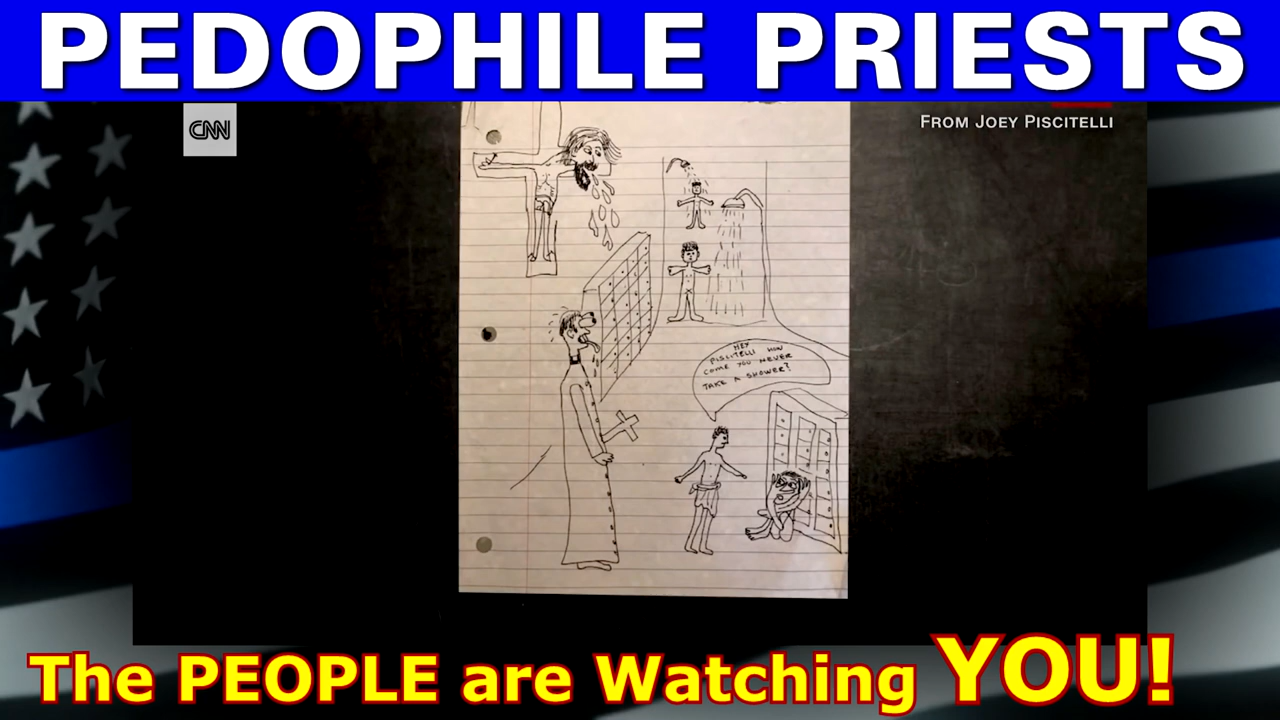 PEDOPHILE PRIESTS
CNN
FROM JOEY PISCITELLI
HEY
PISCITELLI HOW
COME YOU NEVER
TAKE A SHOWER?
The PEOPLE are Watching YOU!